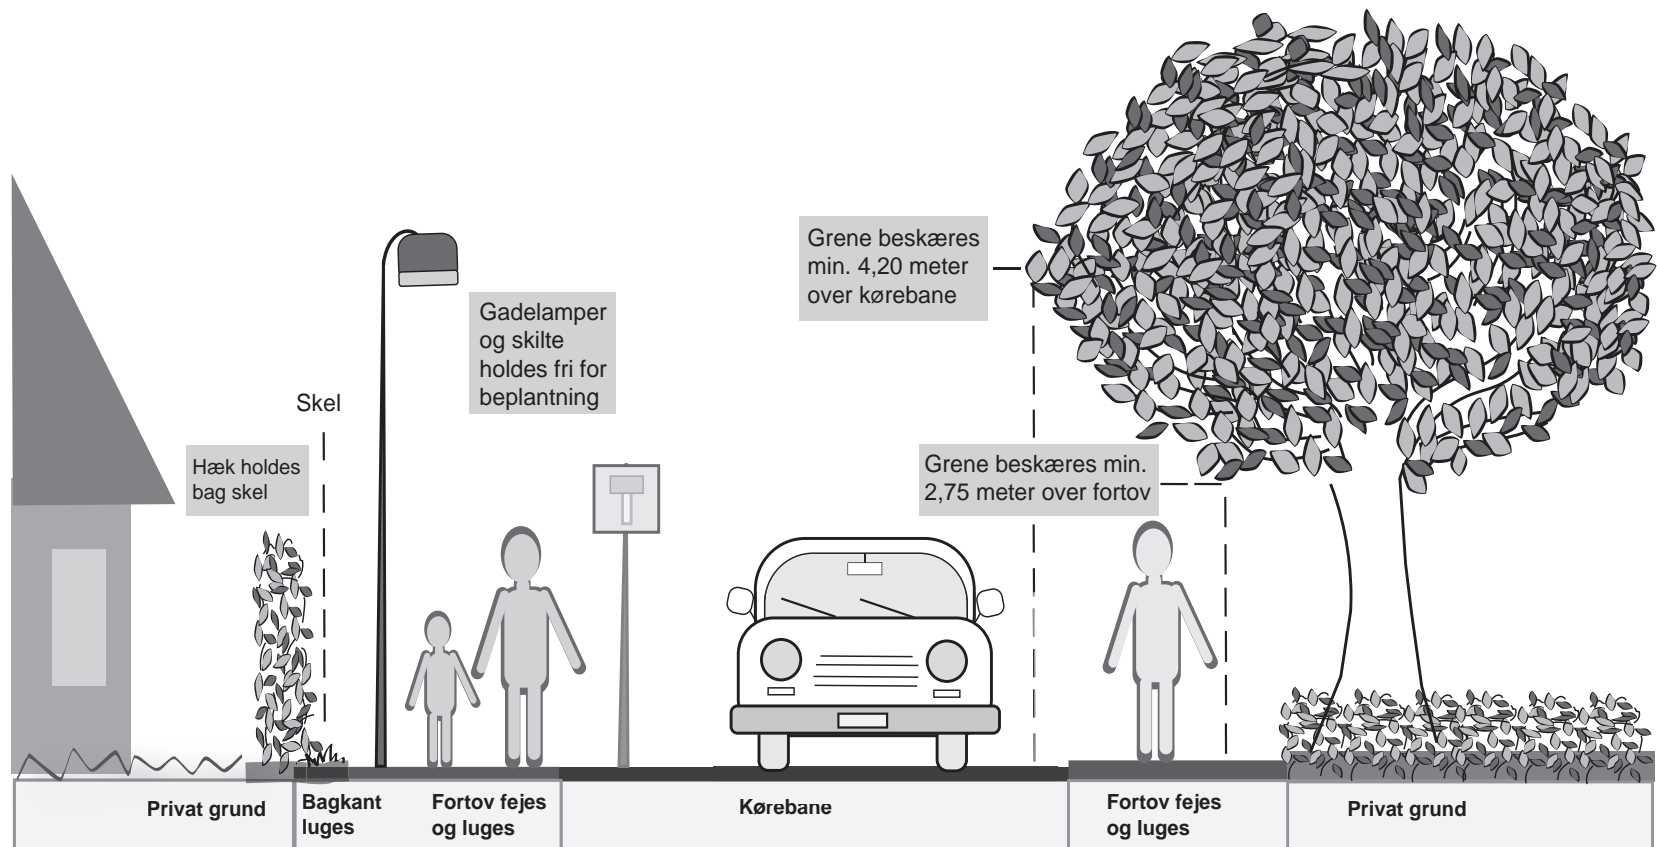 Grene beskæres
min. 4,20 meter
over kørebane
Gadelamper
og skilte
holdes fri for
beplantning
Skel
Hæk holdes
bag skel
Grene beskæres min.
2,75 meter over fortov
Privat grund
Bagkant
luges
Fortov fejes
og luges
Kørebane
Fortov fejes
og luges
Privat grund